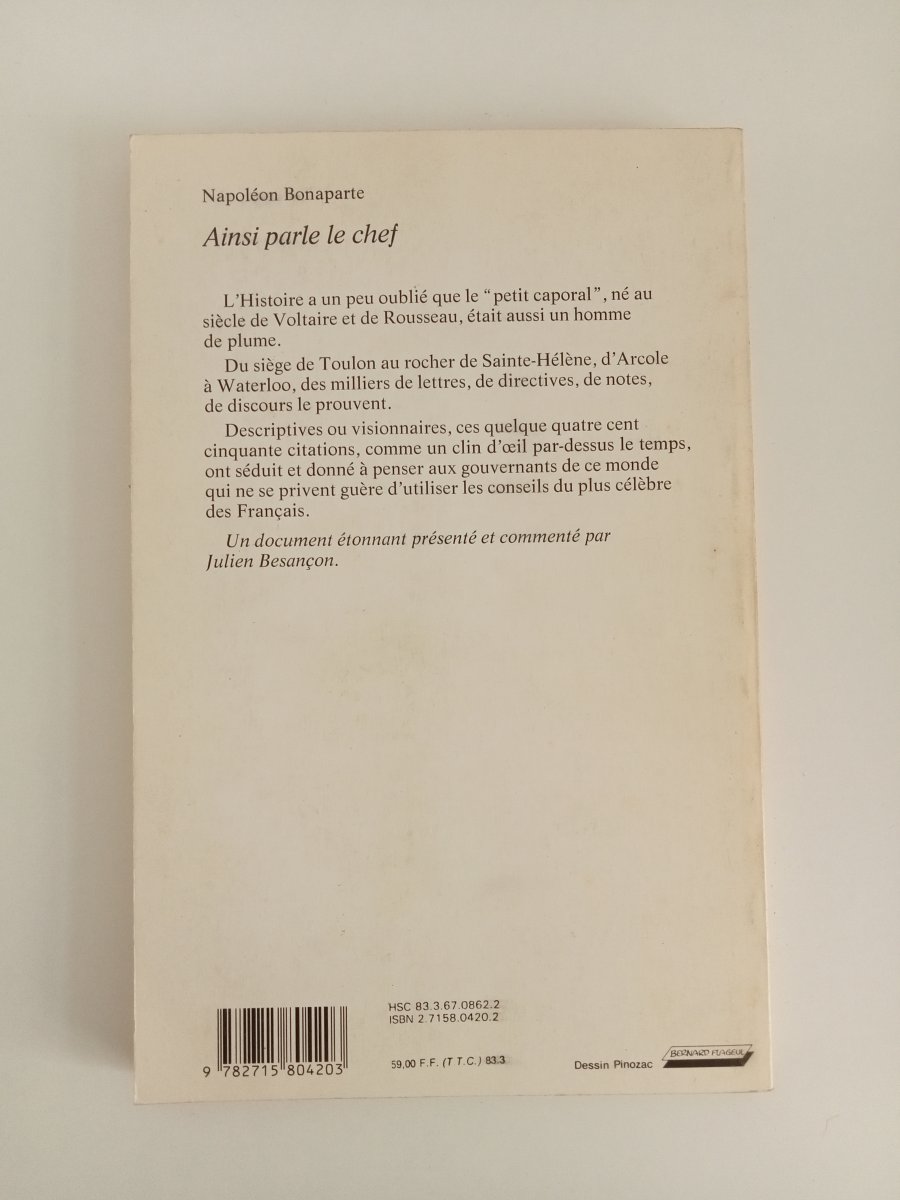 Napoléon Bonaparte
Ainsi parle le chef
L'Histoire a un peu oublié que le "petit caporal", né au
siècle de Voltaire et de Rousseau, était aussi un homme
de plume.
Du siège de Toulon au rocher de Sainte-Hélène, d'Arcole
à Waterloo, des milliers de lettres, de directives, de notes,
de discours le prouvent.
Descriptives ou visionnaires, ces quelque quatre cent
cinquante citations, comme un clin d'œil par-dessus le temps,
ont séduit et donné à penser aux gouvernants de ce monde
qui ne se privent guère d'utiliser les conseils du plus célèbre
des Français.
Un document étonnant présenté et commenté par
Julien Besançon.
HSC 83.3.67.0862.2
ISBN 2.7158.0420.2
9 782715 804203
59,00 F.F. (T T.C.) 83.3
Dessin Pinozac
BERNARD FLAGEUL